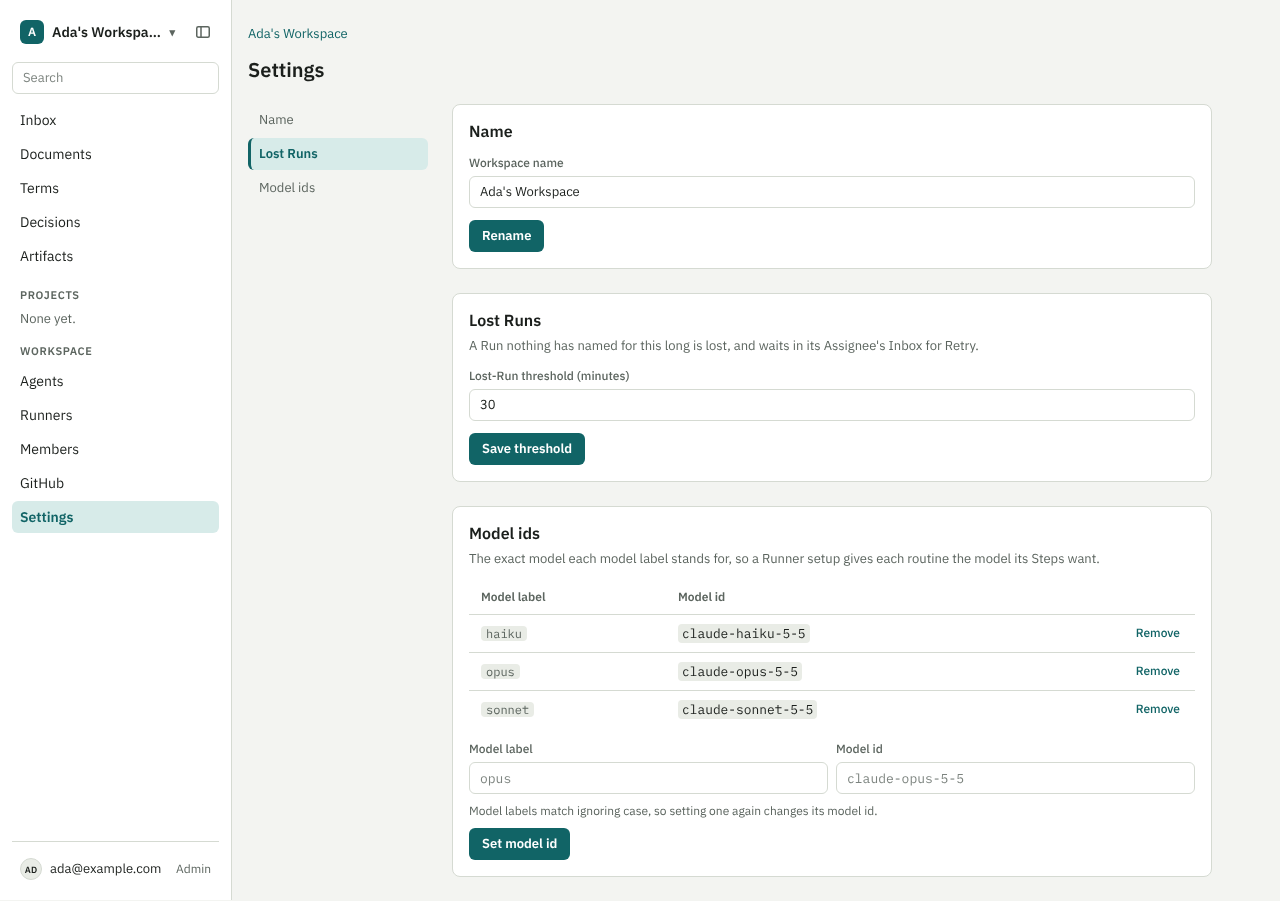 A Ada's Workspa... ▾
Search
Inbox
Documents
Terms
Decisions
Artifacts
PROJECTS
None yet.
WORKSPACE
Agents
Runners
Members
GitHub
Settings
AD ada@example.com Admin
Ada's Workspace
Settings
Name
Lost Runs
Model ids
Name
Workspace name
Ada's Workspace
Rename
Lost Runs
A Run nothing has named for this long is lost, and waits in its Assignee's Inbox for Retry.
Lost-Run threshold (minutes)
30
Save threshold
Model ids
The exact model each model label stands for, so a Runner setup gives each routine the model its Steps want.
Model label Model id
haiku claude-haiku-5-5 Remove
opus claude-opus-5-5 Remove
sonnet claude-sonnet-5-5 Remove
Model label Model id
opus claude-opus-5-5
Model labels match ignoring case, so setting one again changes its model id.
Set model id